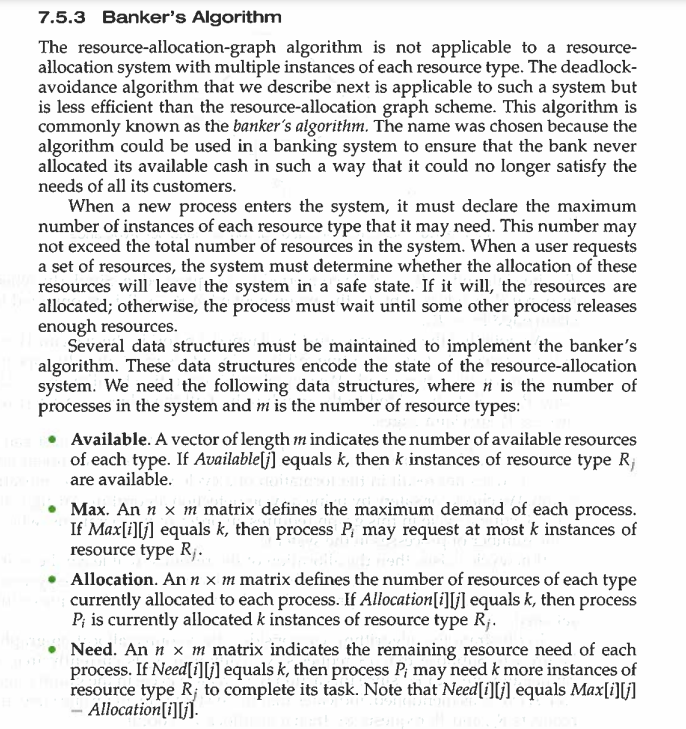 7.5.3 Banker's Algorithm
The resource-allocation-graph algorithm is not applicable to a resource-
allocation system with multiple instances of each resource type. The deadlock-
avoidance algorithm that we describe next is applicable to such a system but
is less efficient than the resource-allocation graph scheme. This algorithm is
commonly known as the banker's algorithm. The name was chosen because the
algorithm could be used in a banking system to ensure that the bank never
allocated its available cash in such a way that it could no longer satisfy the
needs of all its customers.
When a new process enters the system, it must declare the maximum
number of instances of each resource type that it may need. This number may
not exceed the total number of resources in the system. When a user requests
a set of resources, the system must determine whether the allocation of these
resources will leave the system in a safe state. If it will, the resources are
allocated; otherwise, the process must wait until some other process releases
enough resources.
Several data structures must be maintained to implement the banker's
algorithm. These data structures encode the state of the resource-allocation
system. We need the following data structures, where n is the number of
processes in the system and m is the number of resource types:
• Available. A vector of length m indicates the number of available resources
of each type. If Available[j] equals k, then k instances of resource type Rj
are available.
• Max. An n x m matrix defines the maximum demand of each process.
If Max[i][j] equals k, then process Pi may request at most k instances of
resource type Rj.
• Allocation. An n x m matrix defines the number of resources of each type
currently allocated to each process. If Allocation[i][j] equals k, then process
Pi is currently allocated k instances of resource type Rj.
• Need. An n x m matrix indicates the remaining resource need of each
process. If Need[i][j] equals k, then process Pi may need k more instances of
resource type Rj to complete its task. Note that Need[i][j] equals Max[i][j]
– Allocation[i][j].